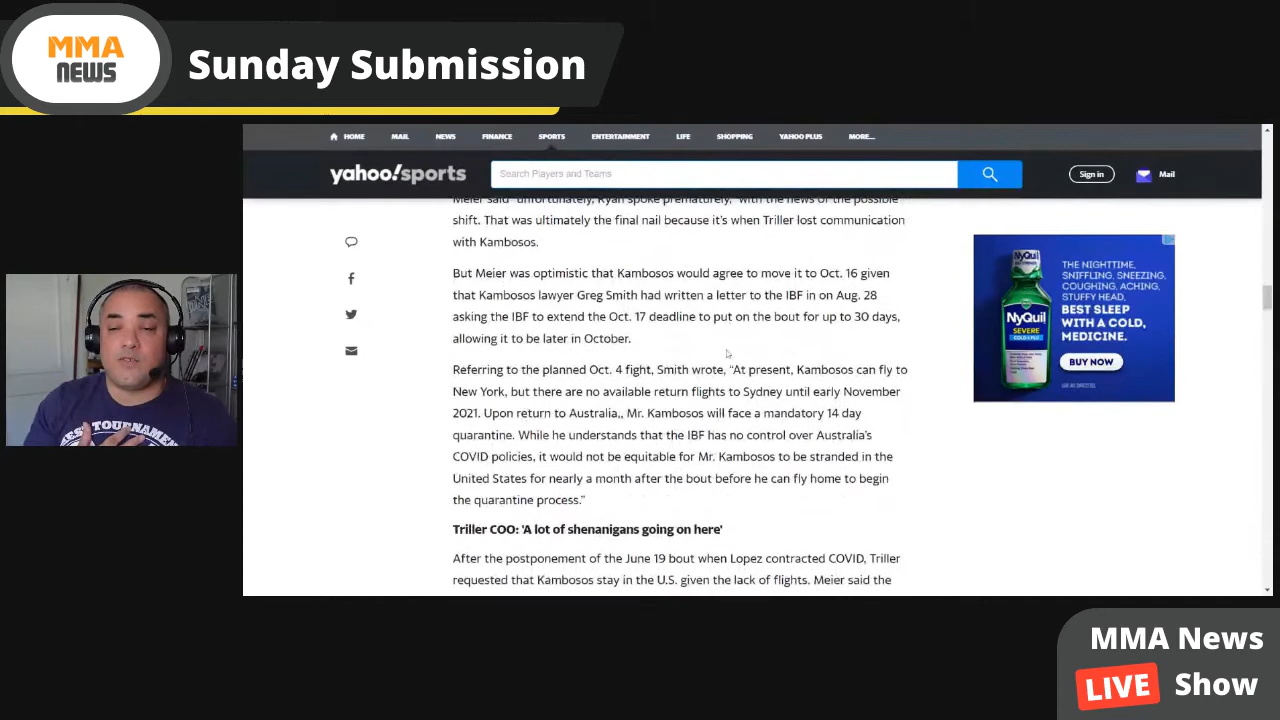 MMA
NEWS
Sunday Submission
HOME MAIL NEWS FINANCE SPORTS ENTERTAINMENT LIFE SHOPPING YAHOO PLUS MORE...
yahoo!sports
Search Players and Teams
Sign in
Mail
Meier said "unfortunately, Ryan spoke prematurely," with the news of the possible
shift. That was ultimately the final nail because it's when Triller lost communication
with Kambosos.
But Meier was optimistic that Kambosos would agree to move it to Oct. 16 given
that Kambosos lawyer Greg Smith had written a letter to the IBF in on Aug. 28
asking the IBF to extend the Oct. 17 deadline to put on the bout for up to 30 days,
allowing it to be later in October.
Referring to the planned Oct. 4 fight, Smith wrote, “At present, Kambosos can fly to
New York, but there are no available return flights to Sydney until early November
2021. Upon return to Australia,, Mr. Kambosos will face a mandatory 14 day
quarantine. While he understands that the IBF has no control over Australia’s
COVID policies, it would not be equitable for Mr. Kambosos to be stranded in the
United States for nearly a month after the bout before he can fly home to begin
the quarantine process.”
Triller COO: 'A lot of shenanigans going on here'
After the postponement of the June 19 bout when Lopez contracted COVID, Triller
requested that Kambosos stay in the U.S. given the lack of flights. Meier said the
NyQuil
NyQuil
SEVERE
COLD & FLU
THE NIGHTTIME,
SNIFFLING, SNEEZING,
COUGHING, ACHING,
STUFFY HEAD,
BEST SLEEP
WITH A COLD,
MEDICINE.
BUY NOW
USE AS DIRECTED
TOURNAMENT
MMA News
LIVE Show